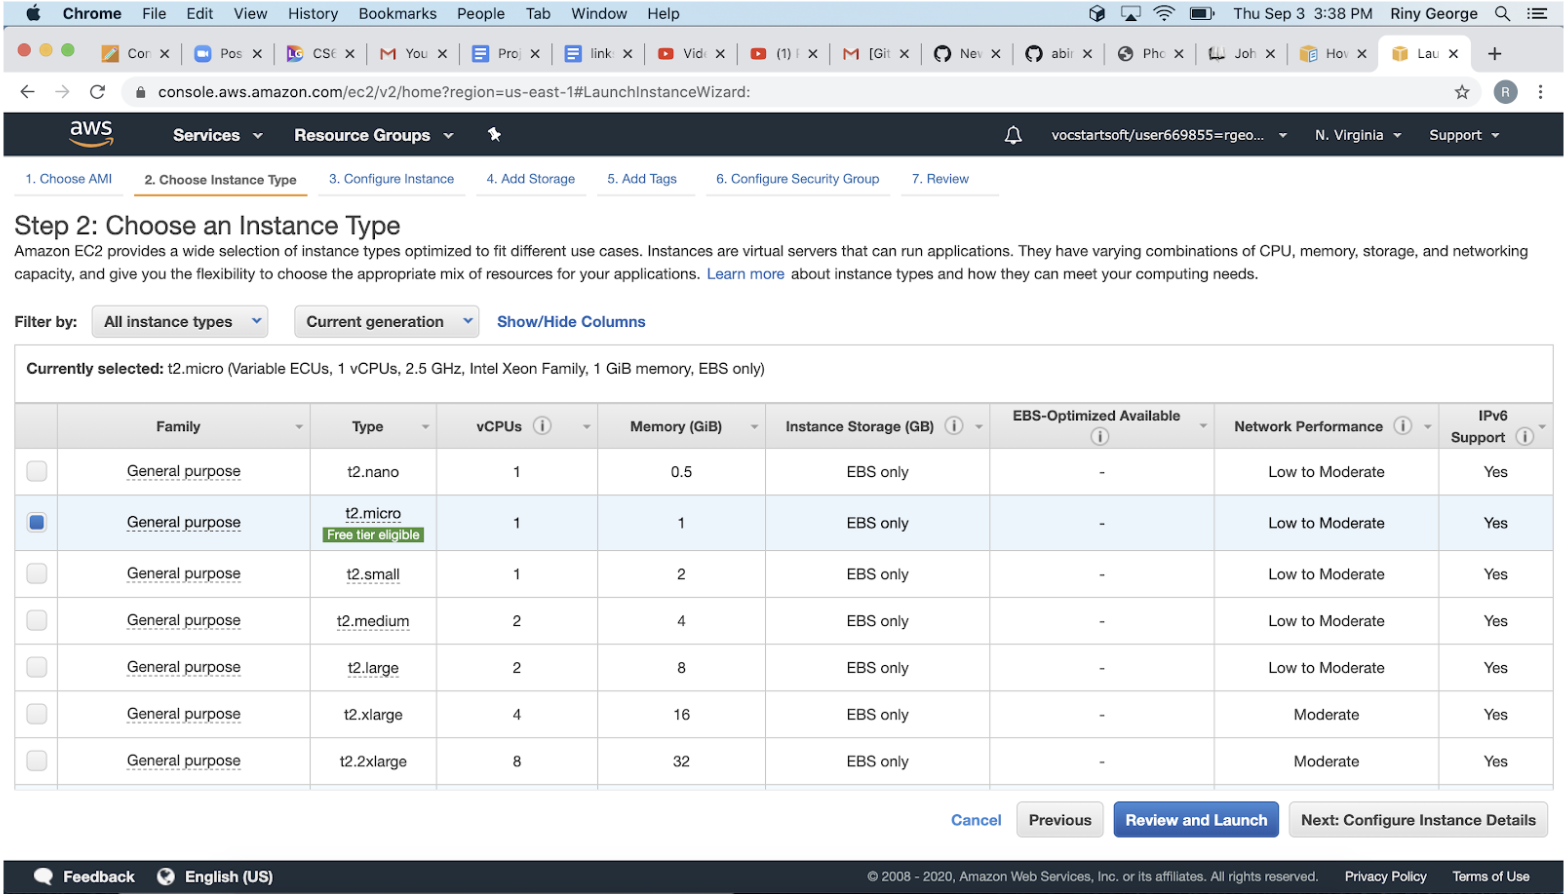 Chrome File Edit View History Bookmarks People Tab Window Help Thu Sep 3 3:38 PM Riny George
Con Pos CS6 You Proj link Vide (1) [Git Nev abin Pho Joh How Lau
console.aws.amazon.com/ec2/v2/home?region=us-east-1#LaunchInstanceWizard: R
aws Services Resource Groups vocstartsoft/user669855=rgeo... N. Virginia Support
1. Choose AMI 2. Choose Instance Type 3. Configure Instance 4. Add Storage 5. Add Tags 6. Configure Security Group 7. Review
Step 2: Choose an Instance Type
Amazon EC2 provides a wide selection of instance types optimized to fit different use cases. Instances are virtual servers that can run applications. They have varying combinations of CPU, memory, storage, and networking
capacity, and give you the flexibility to choose the appropriate mix of resources for your applications. Learn more about instance types and how they can meet your computing needs.
Filter by: All instance types Current generation Show/Hide Columns
Currently selected: t2.micro (Variable ECUs, 1 vCPUs, 2.5 GHz, Intel Xeon Family, 1 GiB memory, EBS only)
Family Type vCPUs Memory (GiB) Instance Storage (GB) EBS-Optimized Available Network Performance IPv6 Support
General purpose t2.nano 1 0.5 EBS only - Low to Moderate Yes
General purpose t2.micro Free tier eligible 1 1 EBS only - Low to Moderate Yes
General purpose t2.small 1 2 EBS only - Low to Moderate Yes
General purpose t2.medium 2 4 EBS only - Low to Moderate Yes
General purpose t2.large 2 8 EBS only - Low to Moderate Yes
General purpose t2.xlarge 4 16 EBS only - Moderate Yes
General purpose t2.2xlarge 8 32 EBS only - Moderate Yes
Cancel Previous Review and Launch Next: Configure Instance Details
Feedback English (US) © 2008 - 2020, Amazon Web Services, Inc. or its affiliates. All rights reserved. Privacy Policy Terms of Use